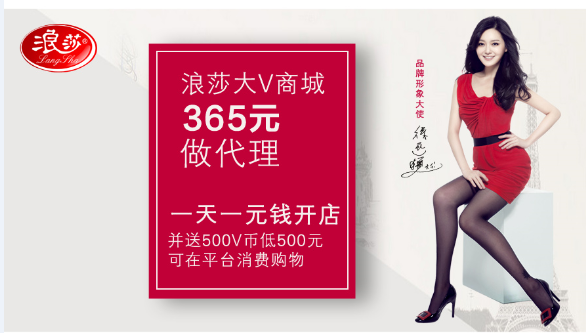 浪莎®
LangSha
浪莎大V商城
365元
做代理
一天一元钱开店
并送500V币低500元
可在平台消费购物
品牌形象大使